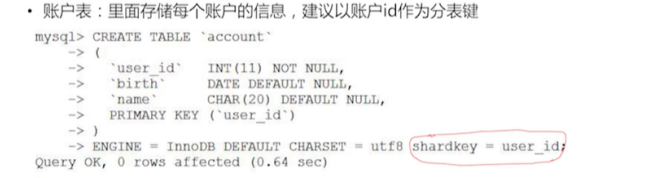 • 账户表：里面存储每个账户的信息，建议以账户id作为分表键
mysql> CREATE TABLE `account`
-> (
-> `user_id` INT(11) NOT NULL,
-> `birth` DATE DEFAULT NULL,
-> `name` CHAR(20) DEFAULT NULL,
-> PRIMARY KEY (`user_id`)
-> )
-> ENGINE = InnoDB DEFAULT CHARSET = utf8 shardkey = user_id;
Query OK, 0 rows affected (0.64 sec)